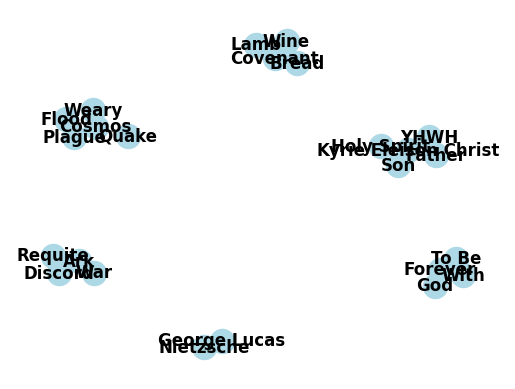 Wine
Lamb
Covenant
Bread
Weary
Flood
Cosmos
Plague
Quake
YHWH
Holy Spirit
Kyrie Eleison Christ
Father
Son
Requite
Ark
Discord
War
To Be
Forever
With
God
George Lucas
Nietzsche